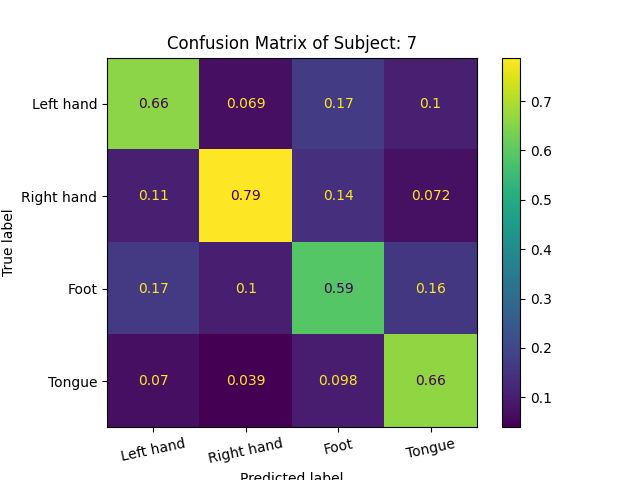 Confusion Matrix of Subject: 7
True label
Left hand 0.66 0.069 0.17 0.1
Right hand 0.11 0.79 0.14 0.072
Foot 0.17 0.1 0.59 0.16
Tongue 0.07 0.039 0.098 0.66
Left hand Right hand Foot Tongue
Predicted label
0.7
0.6
0.5
0.4
0.3
0.2
0.1